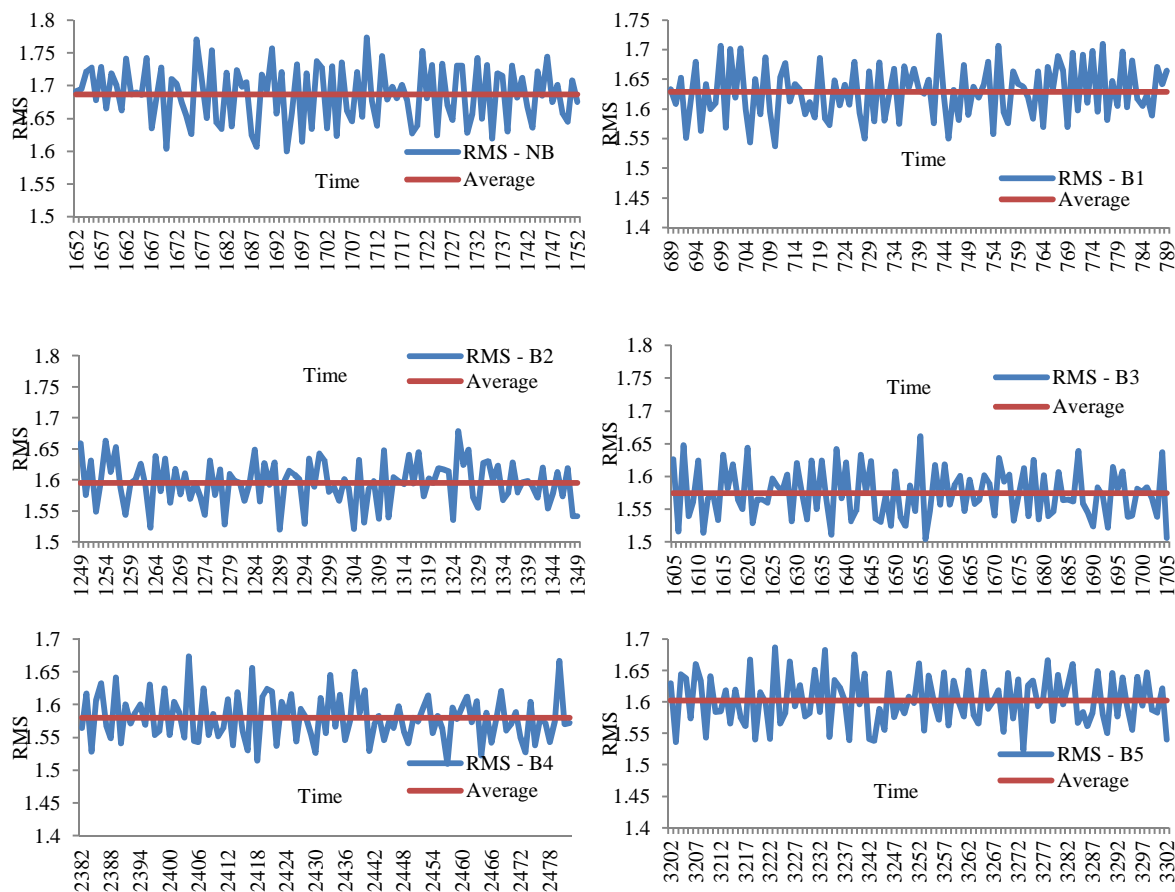 1.8
1.75
1.7
1.65
1.6
1.55
1.5
RMS
RMS - NB
Average
Time
1652 1657 1662 1667 1672 1677 1682 1687 1692 1697 1702 1707 1712 1717 1722 1727 1732 1737 1742 1747 1752
1.75
1.7
1.65
1.6
1.55
1.5
1.45
1.4
RMS
Time
RMS - B1
Average
689 694 699 704 709 714 719 724 729 734 739 744 749 754 759 764 769 774 779 784 789
1.8
1.75
1.7
1.65
1.6
1.55
1.5
RMS
RMS - B2
Time
Average
1249 1254 1259 1264 1269 1274 1279 1284 1289 1294 1299 1304 1309 1314 1319 1324 1329 1334 1339 1344 1349
1.8
1.75
1.7
1.65
1.6
1.55
1.5
RMS
RMS - B3
Time
Average
1605 1610 1615 1620 1625 1630 1635 1640 1645 1650 1655 1660 1665 1670 1675 1680 1685 1690 1695 1700 1705
1.7
1.65
1.6
1.55
1.5
1.45
1.4
RMS
RMS - B4
Time
Average
2382 2388 2394 2400 2406 2412 2418 2424 2430 2436 2442 2448 2454 2460 2466 2472 2478
1.7
1.65
1.6
1.55
1.5
1.45
1.4
RMS
RMS - B5
Average
Time
3202 3207 3212 3217 3222 3227 3232 3237 3242 3247 3252 3257 3262 3267 3272 3277 3282 3287 3292 3297 3302